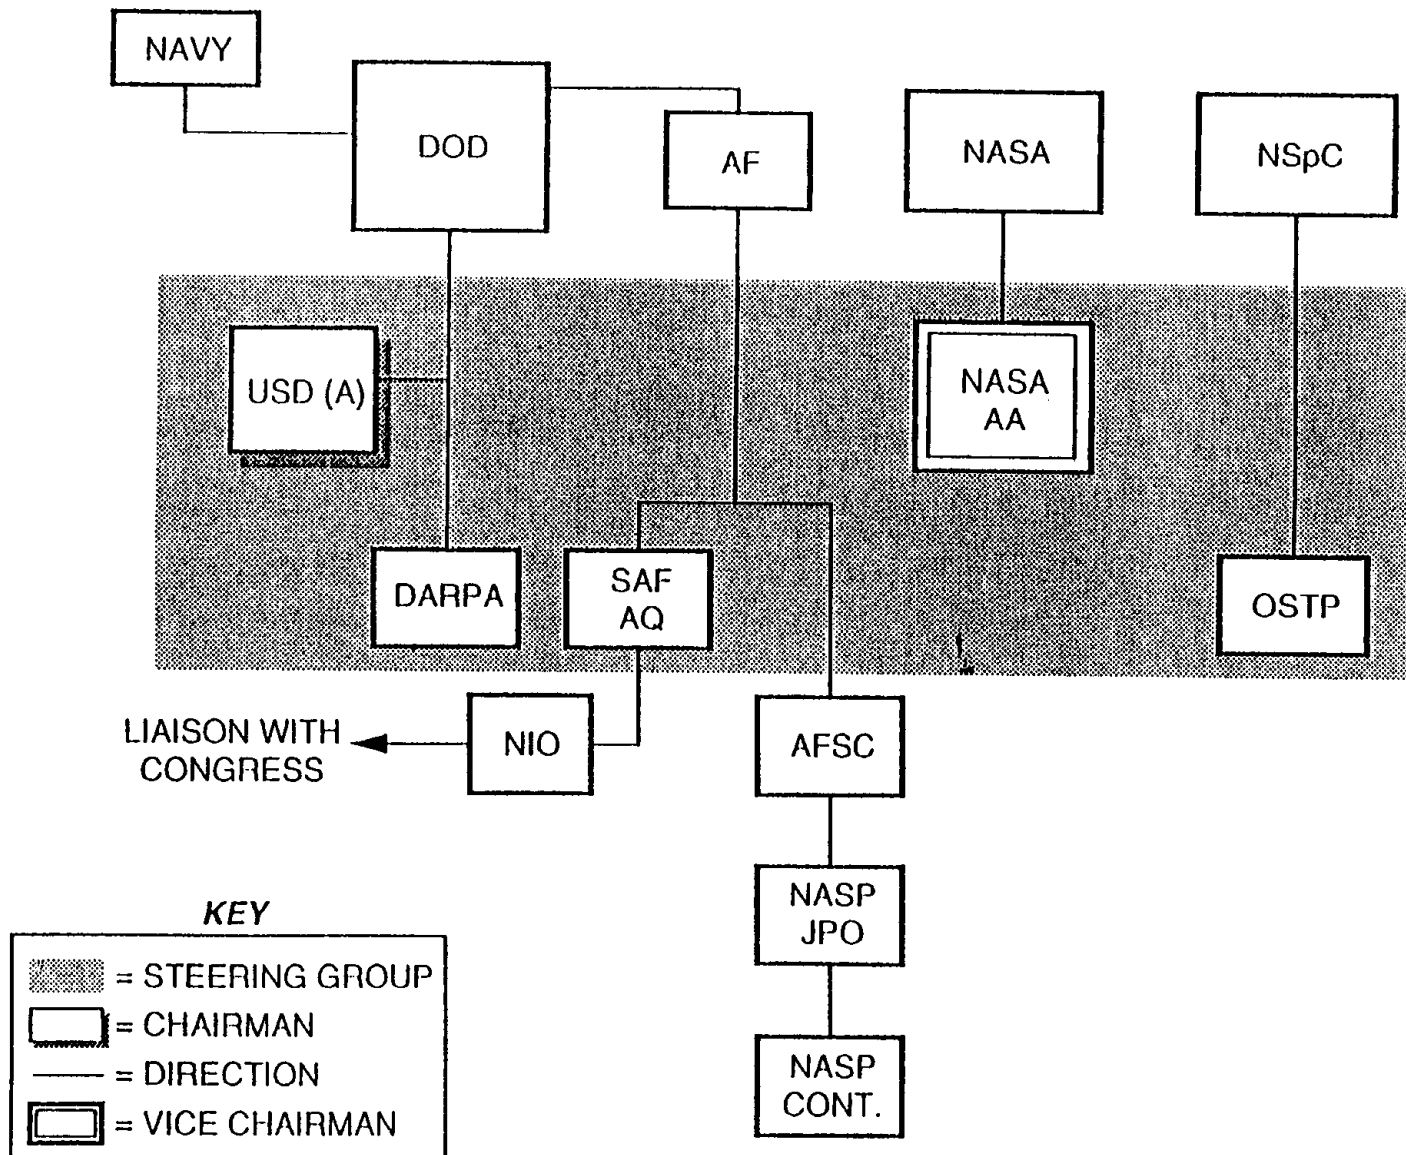 NAVY
DOD
AF
NASA
NSpC
USD (A)
NASA
AA
DARPA
SAF
AQ
OSTP
LIAISON WITH
CONGRESS
NIO
AFSC
NASP
JPO
NASP
CONT.
KEY
= STEERING GROUP
= CHAIRMAN
= DIRECTION
= VICE CHAIRMAN